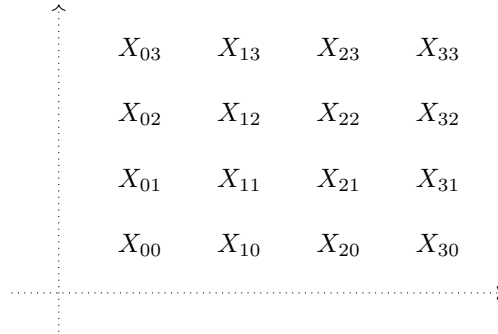 X₀₃ X₁₃ X₂₃ X₃₃
X₀₂ X₁₂ X₂₂ X₃₂
X₀₁ X₁₁ X₂₁ X₃₁
X₀₀ X₁₀ X₂₀ X₃₀